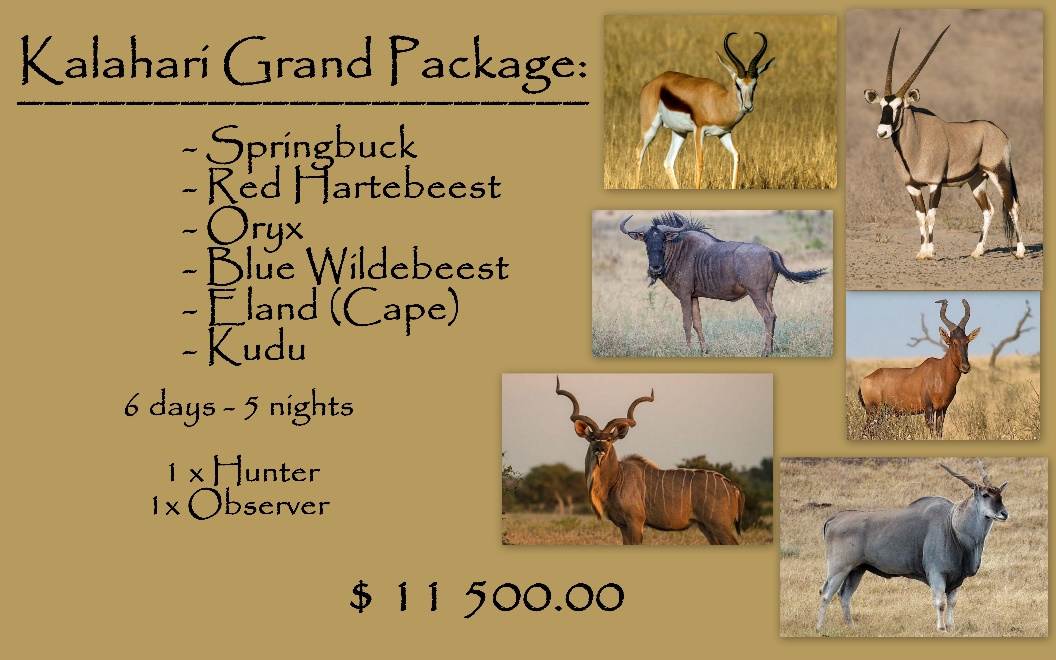 Kalahari Grand Package:
- Springbuck
- Red Hartebeest
- Oryx
- Blue Wildebeest
- Eland (Cape)
- Kudu
6 days - 5 nights
1 x Hunter
1x Observer
$ 11 500.00